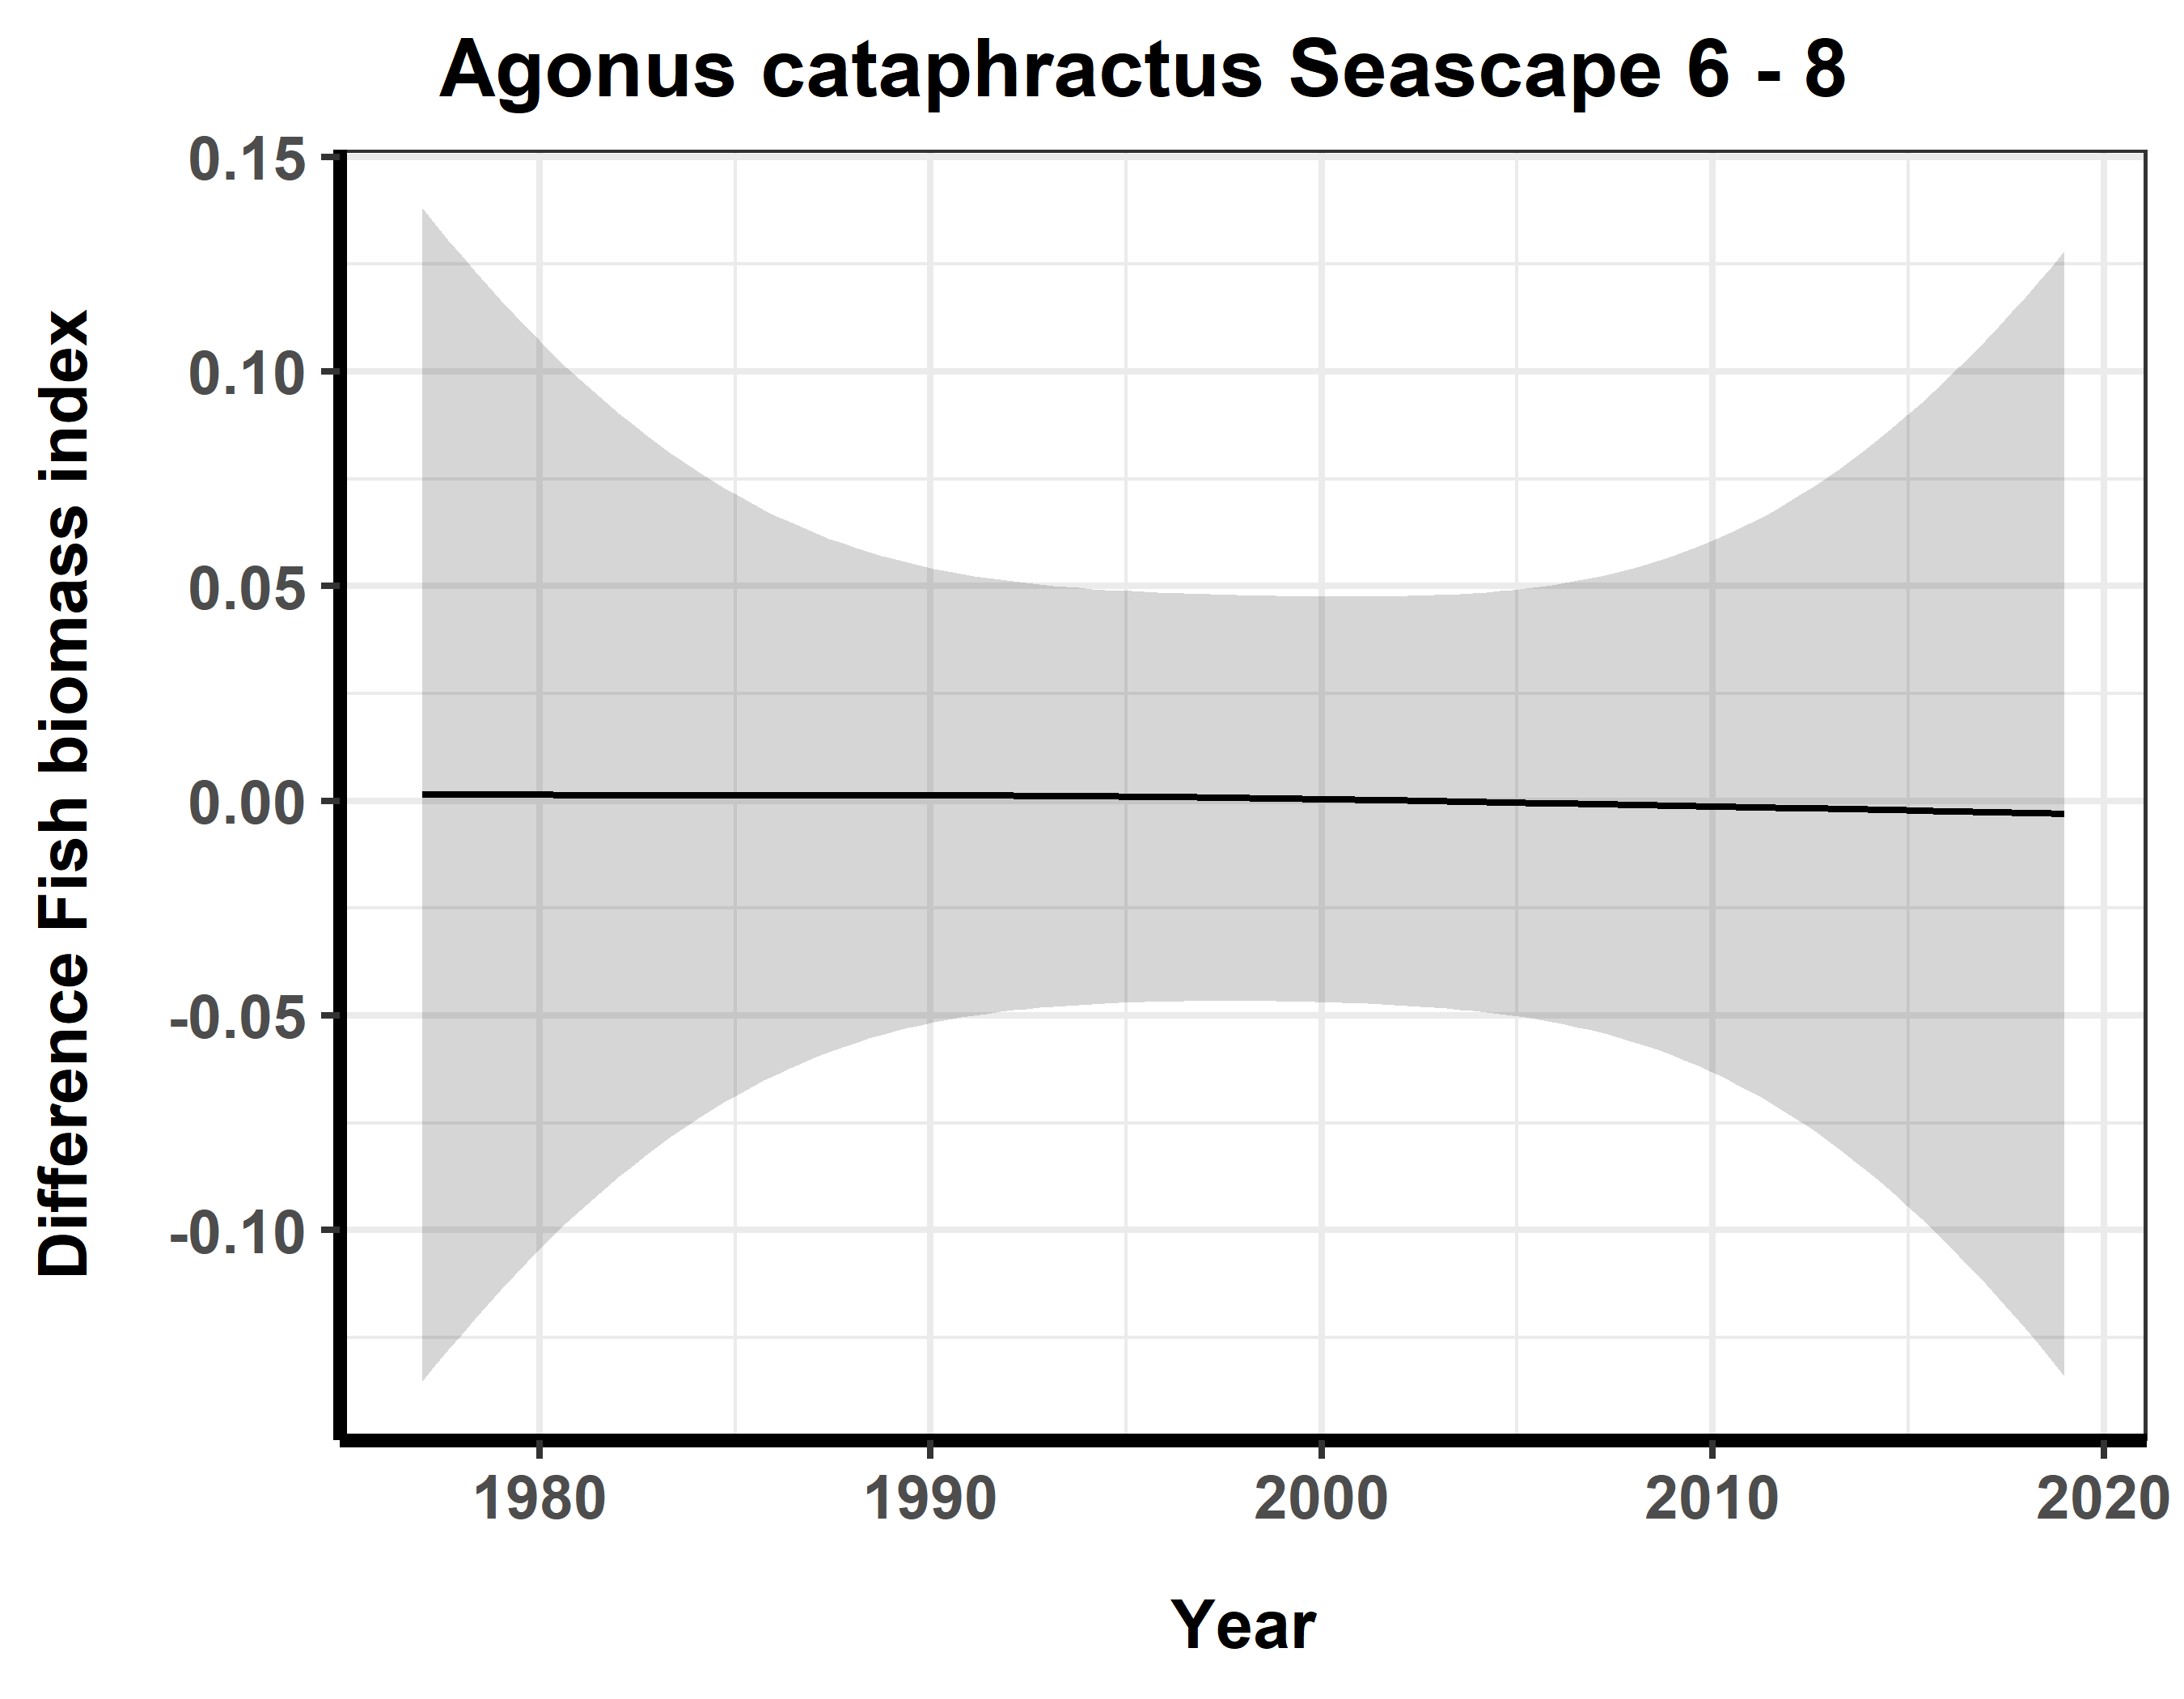 Agonus cataphractus Seascape 6 - 8
Difference Fish biomass index
0.15
0.10
0.05
0.00
-0.05
-0.10
1980 1990 2000 2010 2020
Year